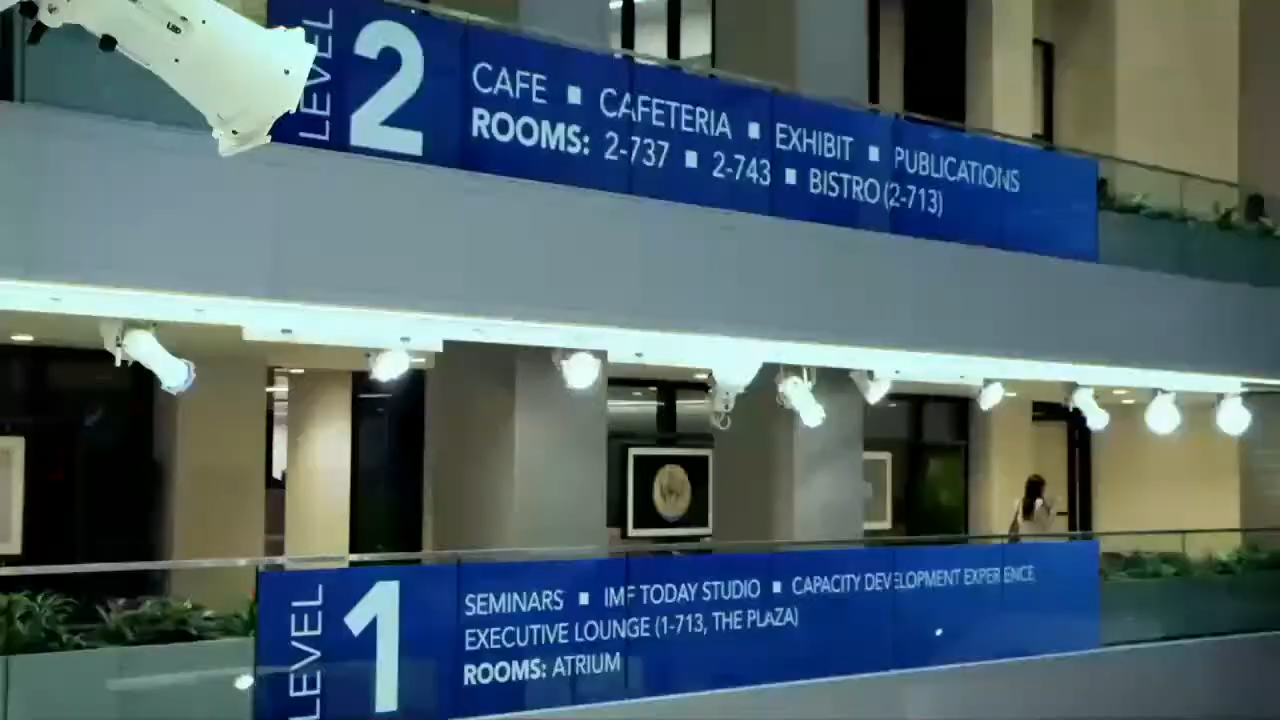 LEVEL 2
CAFE ■ CAFETERIA ■ EXHIBIT ■ PUBLICATIONS
ROOMS: 2-737 ■ 2-743 ■ BISTRO (2-713)
LEVEL 1
SEMINARS ■ IMF TODAY STUDIO ■ CAPACITY DEVELOPMENT EXPERIENCE
EXECUTIVE LOUNGE (1-713, THE PLAZA)
ROOMS: ATRIUM